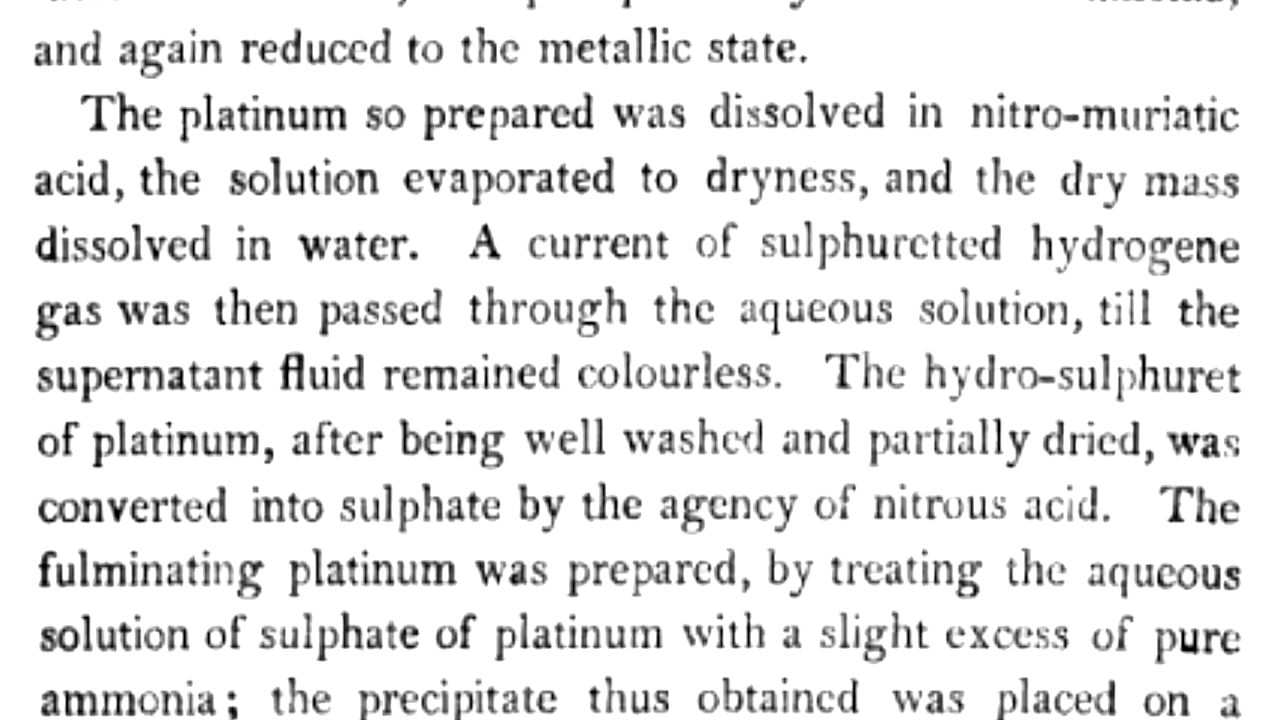 and again reduced to the metallic state.
The platinum so prepared was dissolved in nitro-muriatic
acid, the solution evaporated to dryness, and the dry mass
dissolved in water. A current of sulphuretted hydrogene
gas was then passed through the aqueous solution, till the
supernatant fluid remained colourless. The hydro-sulphuret
of platinum, after being well washed and partially dried, was
converted into sulphate by the agency of nitrous acid. The
fulminating platinum was prepared, by treating the aqueous
solution of sulphate of platinum with a slight excess of pure
ammonia; the precipitate thus obtained was placed on a